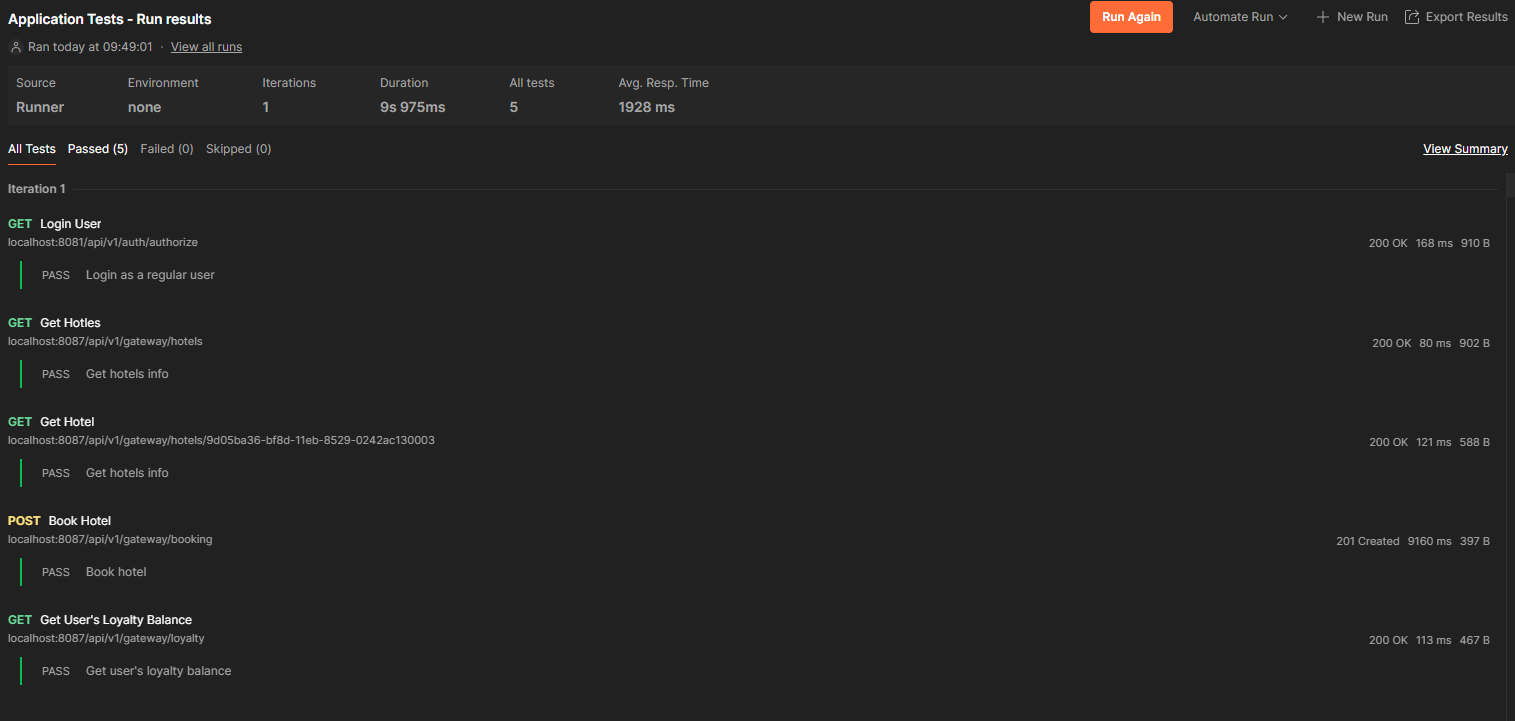 Application Tests - Run results
Run Again Automate Run New Run Export Results
Ran today at 09:49:01 · View all runs
Source Environment Iterations Duration All tests Avg. Resp. Time
Runner none 1 9s 975ms 5 1928 ms
All Tests Passed (5) Failed (0) Skipped (0) View Summary
Iteration 1
GET Login User
localhost:8081/api/v1/auth/authorize
200 OK 168 ms 910 B
PASS Login as a regular user
GET Get Hotles
localhost:8087/api/v1/gateway/hotels
200 OK 80 ms 902 B
PASS Get hotels info
GET Get Hotel
localhost:8087/api/v1/gateway/hotels/9d05ba36-bf8d-11eb-8529-0242ac130003
200 OK 121 ms 588 B
PASS Get hotels info
POST Book Hotel
localhost:8087/api/v1/gateway/booking
201 Created 9160 ms 397 B
PASS Book hotel
GET Get User's Loyalty Balance
localhost:8087/api/v1/gateway/loyalty
200 OK 113 ms 467 B
PASS Get user's loyalty balance